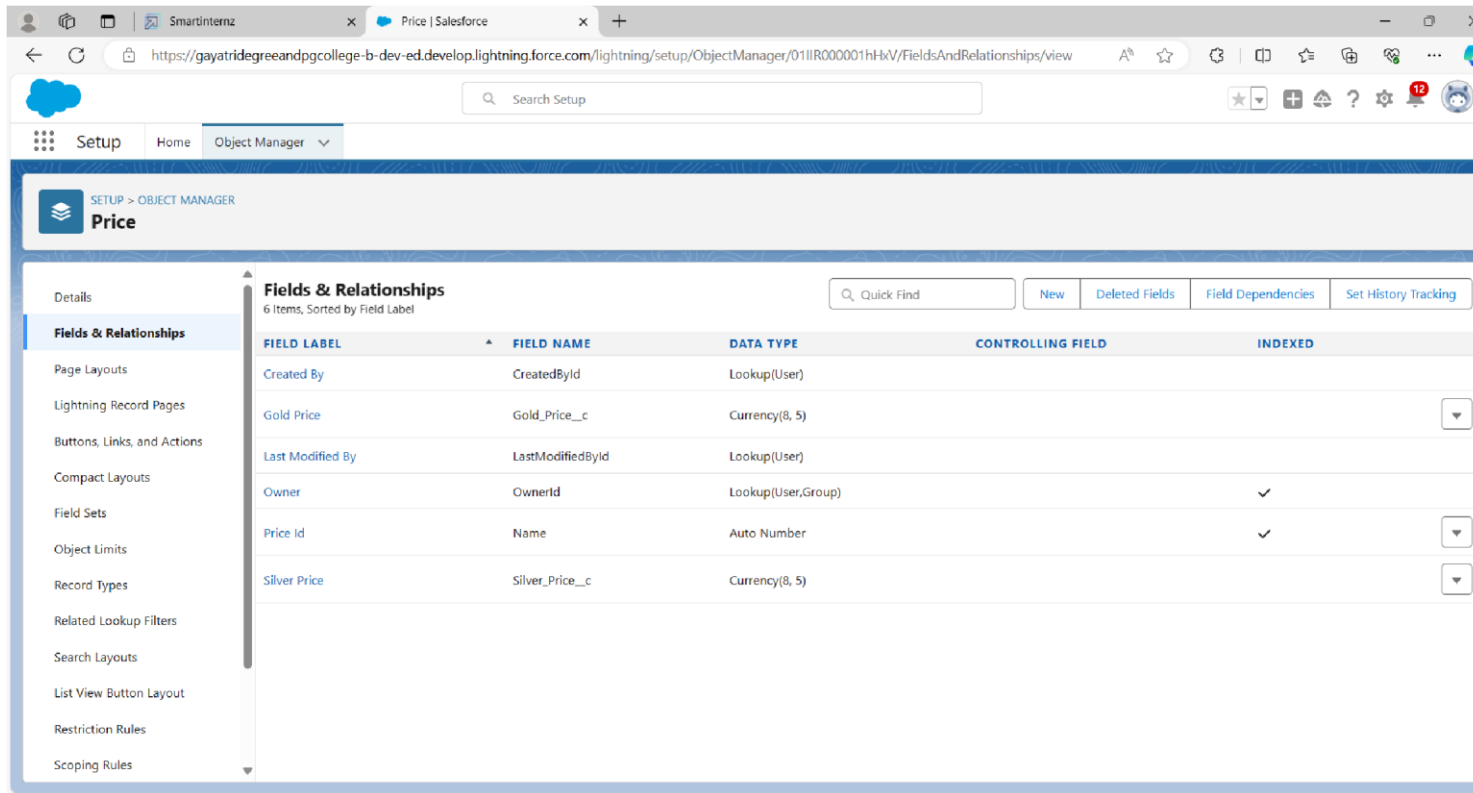 Smartinternz
Price | Salesforce
https://gayatridegreeandpgcollege-b-dev-ed.develop.lightning.force.com/lightning/setup/ObjectManager/01IIR000001hHxV/FieldsAndRelationships/view
Search Setup
12
Setup Home Object Manager
SETUP > OBJECT MANAGER
Price
Details
Fields & Relationships
Page Layouts
Lightning Record Pages
Buttons, Links, and Actions
Compact Layouts
Field Sets
Object Limits
Record Types
Related Lookup Filters
Search Layouts
List View Button Layout
Restriction Rules
Scoping Rules
Fields & Relationships
6 Items, Sorted by Field Label
Quick Find New Deleted Fields Field Dependencies Set History Tracking
FIELD LABEL FIELD NAME DATA TYPE CONTROLLING FIELD INDEXED
Created By CreatedById Lookup(User)
Gold Price Gold_Price__c Currency(8, 5)
Last Modified By LastModifiedById Lookup(User)
Owner OwnerId Lookup(User,Group)
Price Id Name Auto Number
Silver Price Silver_Price__c Currency(8, 5)